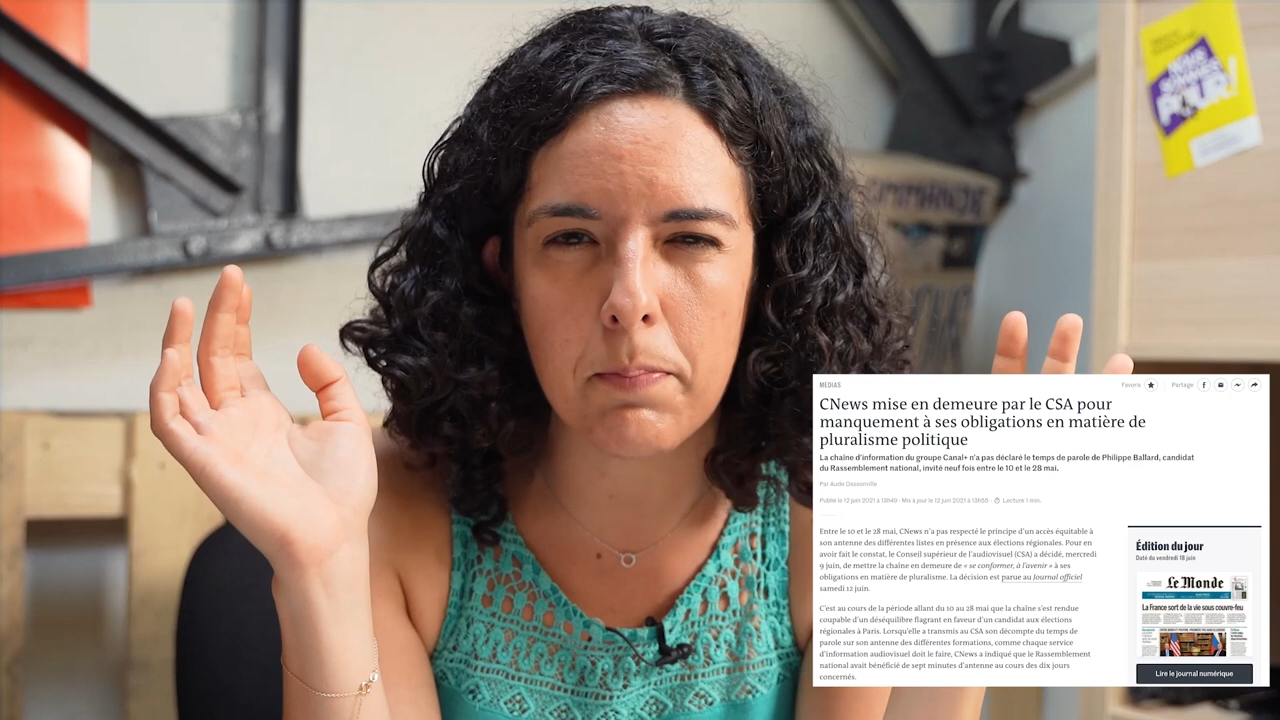 NOUS
POUR!
MMANDE
MEDIAS
Favoris
Partage
CNews mise en demeure par le CSA pour
manquement à ses obligations en matière de
pluralisme politique
La chaîne d'information du groupe Canal+ n'a pas déclaré le temps de parole de Philippe Ballard, candidat
du Rassemblement national, invité neuf fois entre le 10 et le 28 mai.
Par Aude Dassonville
Publié le 12 juin 2021 à 13h49 - Mis à jour le 12 juin 2021 à 13h55
Lecture 1 min.
Entre le 10 et le 28 mai, CNews n'a pas respecté le principe d'un accès équitable à
son antenne des différentes listes en présence aux élections régionales. Pour en
avoir fait le constat, le Conseil supérieur de l'audiovisuel (CSA) a décidé, mercredi
9 juin, de mettre la chaîne en demeure de « se conformer, à l'avenir » à ses
obligations en matière de pluralisme. La décision est parue au Journal officiel
samedi 12 juin.
C'est au cours de la période allant du 10 au 28 mai que la chaîne s'est rendue
coupable d'un déséquilibre flagrant en faveur d'un candidat aux élections
régionales à Paris. Lorsqu'elle a transmis au CSA son décompte du temps de
parole sur son antenne des différentes formations, comme chaque service
d'information audiovisuel doit le faire, CNews a indiqué que le Rassemblement
national avait bénéficié de sept minutes d'antenne au cours des dix jours
concernés.
Édition du jour
Daté du vendredi 18 juin
Le Monde
La France sort de la vie sous couvre-feu
Lire le journal numérique